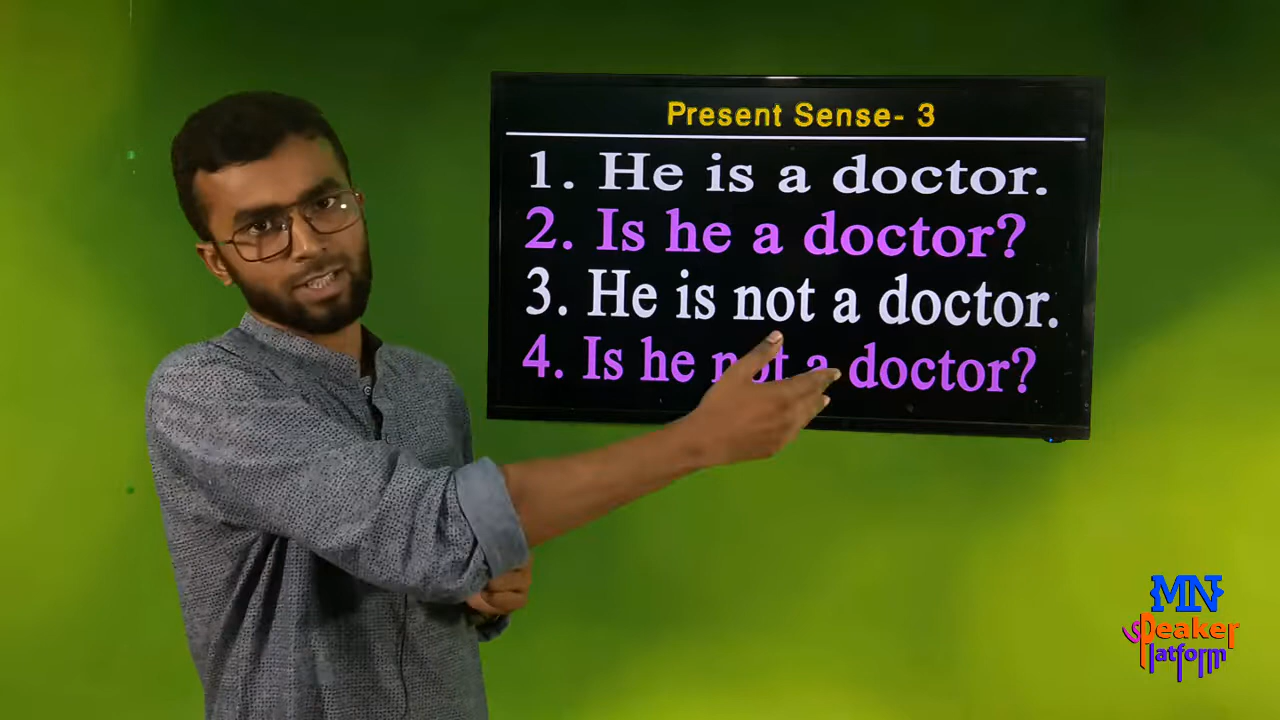 Present Sense- 3
1. He is a doctor.
2. Is he a doctor?
3. He is not a doctor.
4. Is he not a doctor?
MN
speaker
Platform